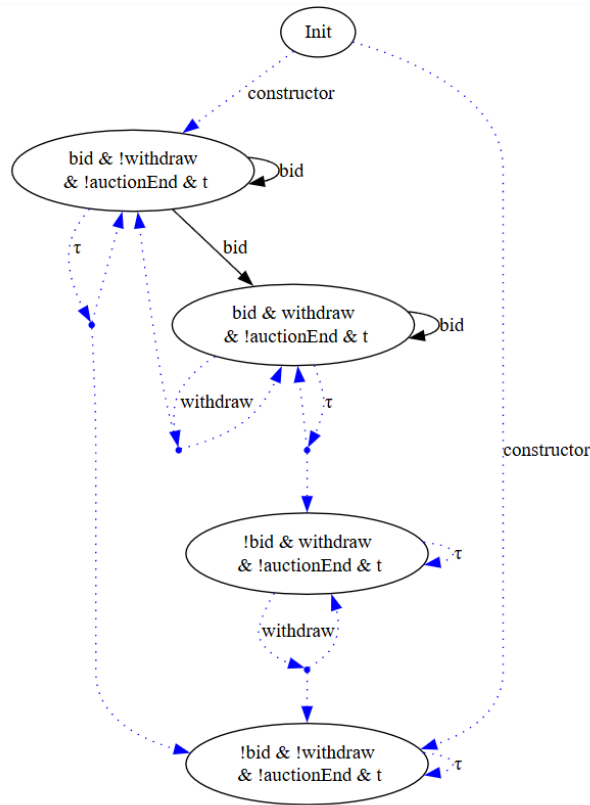 Init
constructor
bid & !withdraw
& !auctionEnd & t
bid
τ
bid
bid & withdraw
& !auctionEnd & t
bid
withdraw
τ
constructor
!bid & withdraw
& !auctionEnd & t
τ
withdraw
!bid & !withdraw
& !auctionEnd & t
τ